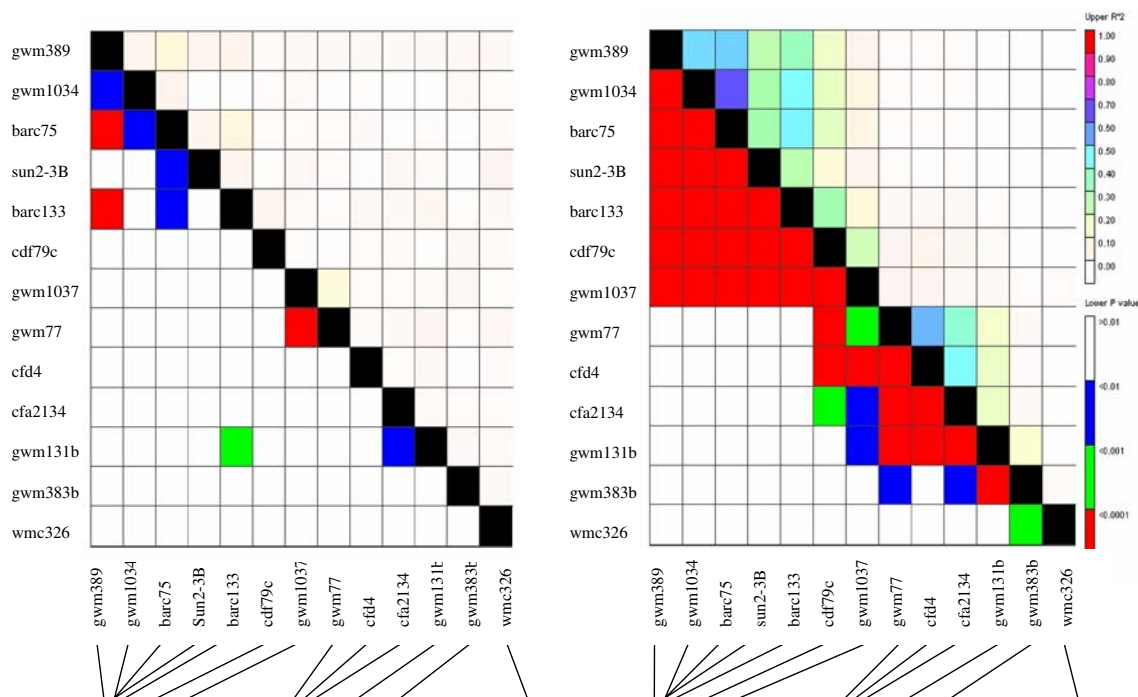 gwm389
gwm1034
barc75
sun2-3B
barc133
cdf79c
gwm1037
gwm77
cfd4
cfa2134
gwm131b
gwm383b
wmc326
gwm389
gwm1034
barc75
Sun2-3B
barc133
cdf79c
gwm1037
gwm77
cfd4
cfa2134
gwm131b
gwm383b
wmc326
gwm389
gwm1034
barc75
sun2-3B
barc133
cdf79c
gwm1037
gwm77
cfd4
cfa2134
gwm131b
gwm383b
wmc326
gwm389
gwm1034
barc75
sun2-3B
barc133
cdf79c
gwm1037
gwm77
cfd4
cfa2134
gwm131b
gwm383b
wmc326
Upper R^2
1.00
0.90
0.80
0.70
0.60
0.50
0.40
0.30
0.20
0.10
0.00
Lower P value
>0.01
<0.01
<0.001
<0.0001